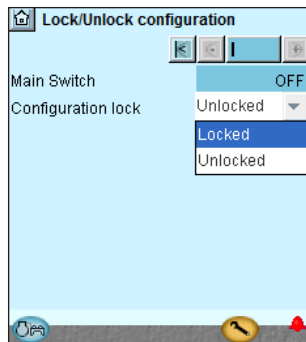 Lock/Unlock configuration
Main Switch OFF
Configuration lock Unlocked
Locked
Unlocked